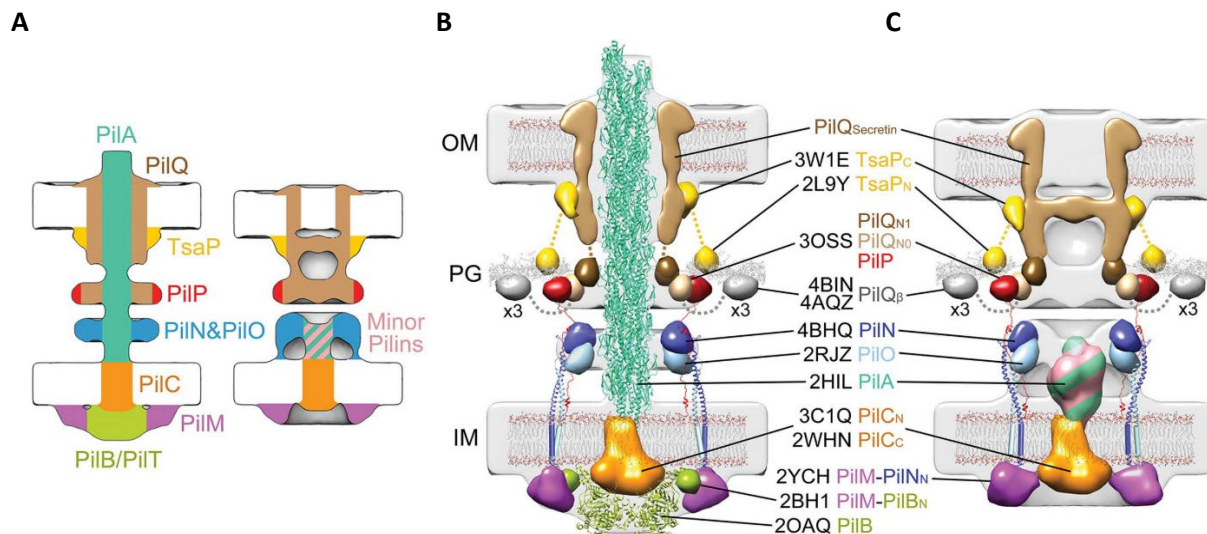 A
B
C
PilA
PilQ
TsaP
PilP
PilN&PilO
Minor
Pilins
PilC
PilM
PilB/PilT
OM
PG
IM
x3
x3
PilQSecretin
3W1E TsaPC
2L9Y TsaPN
PilQN1
3OSS PilQN0
PilP
4BIN
4AQZ PilQβ
4BHQ PilN
2RJZ PilO
2HIL PilA
3C1Q PilCN
2WHN PilCC
2YCH PilM-PilNN
2BH1 PilM-PilBN
2OAQ PilB
x3
x3